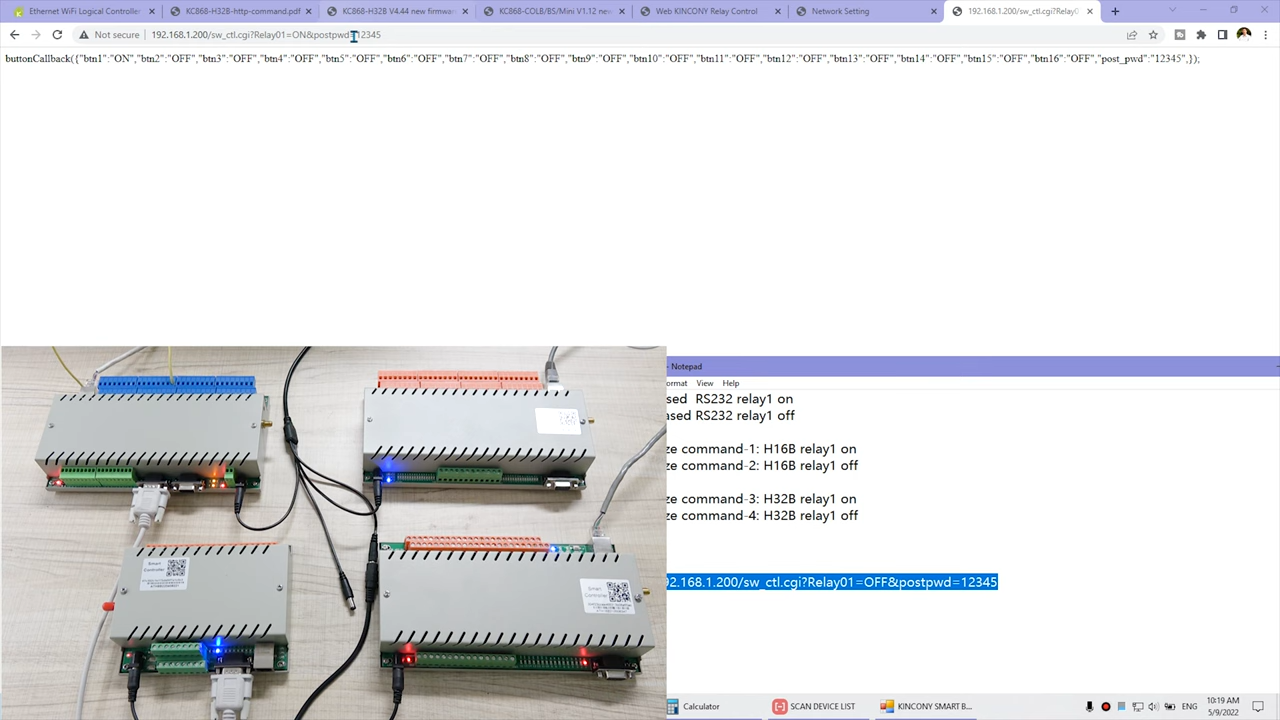 Ethernet WiFi Logical Controlle
KC868-H32B-http-command.pdf
KC868-H32B V4.44 new firmwar
KC868-COLB/BS/Mini V1.12 new
Web KINCONY Relay Control
Network Setting
192.168.1.200/sw_ctl.cgi?Relay0
Not secure
192.168.1.200/sw_ctl.cgi?Relay01=ON&postpwd=12345
buttonCallback({"btn1":"ON","btn2":"OFF","btn3":"OFF","btn4":"OFF","btn5":"OFF","btn6":"OFF","btn7":"OFF","btn8":"OFF","btn9":"OFF","btn10":"OFF","btn11":"OFF","btn12":"OFF","btn13":"OFF","btn14":"OFF","btn15":"OFF","btn16":"OFF","post_pwd":"12345",});
- Notepad
ormat View Help
sed RS232 relay1 on
ased RS232 relay1 off
ze command-1: H16B relay1 on
ze command-2: H16B relay1 off
ze command-3: H32B relay1 on
ze command-4: H32B relay1 off
92.168.1.200/sw_ctl.cgi?Relay01=OFF&postpwd=12345
Smart
Controller
Smart
Controller
Calculator
SCAN DEVICE LIST
KINCONY SMART B...
ENG
10:19 AM
5/9/2022